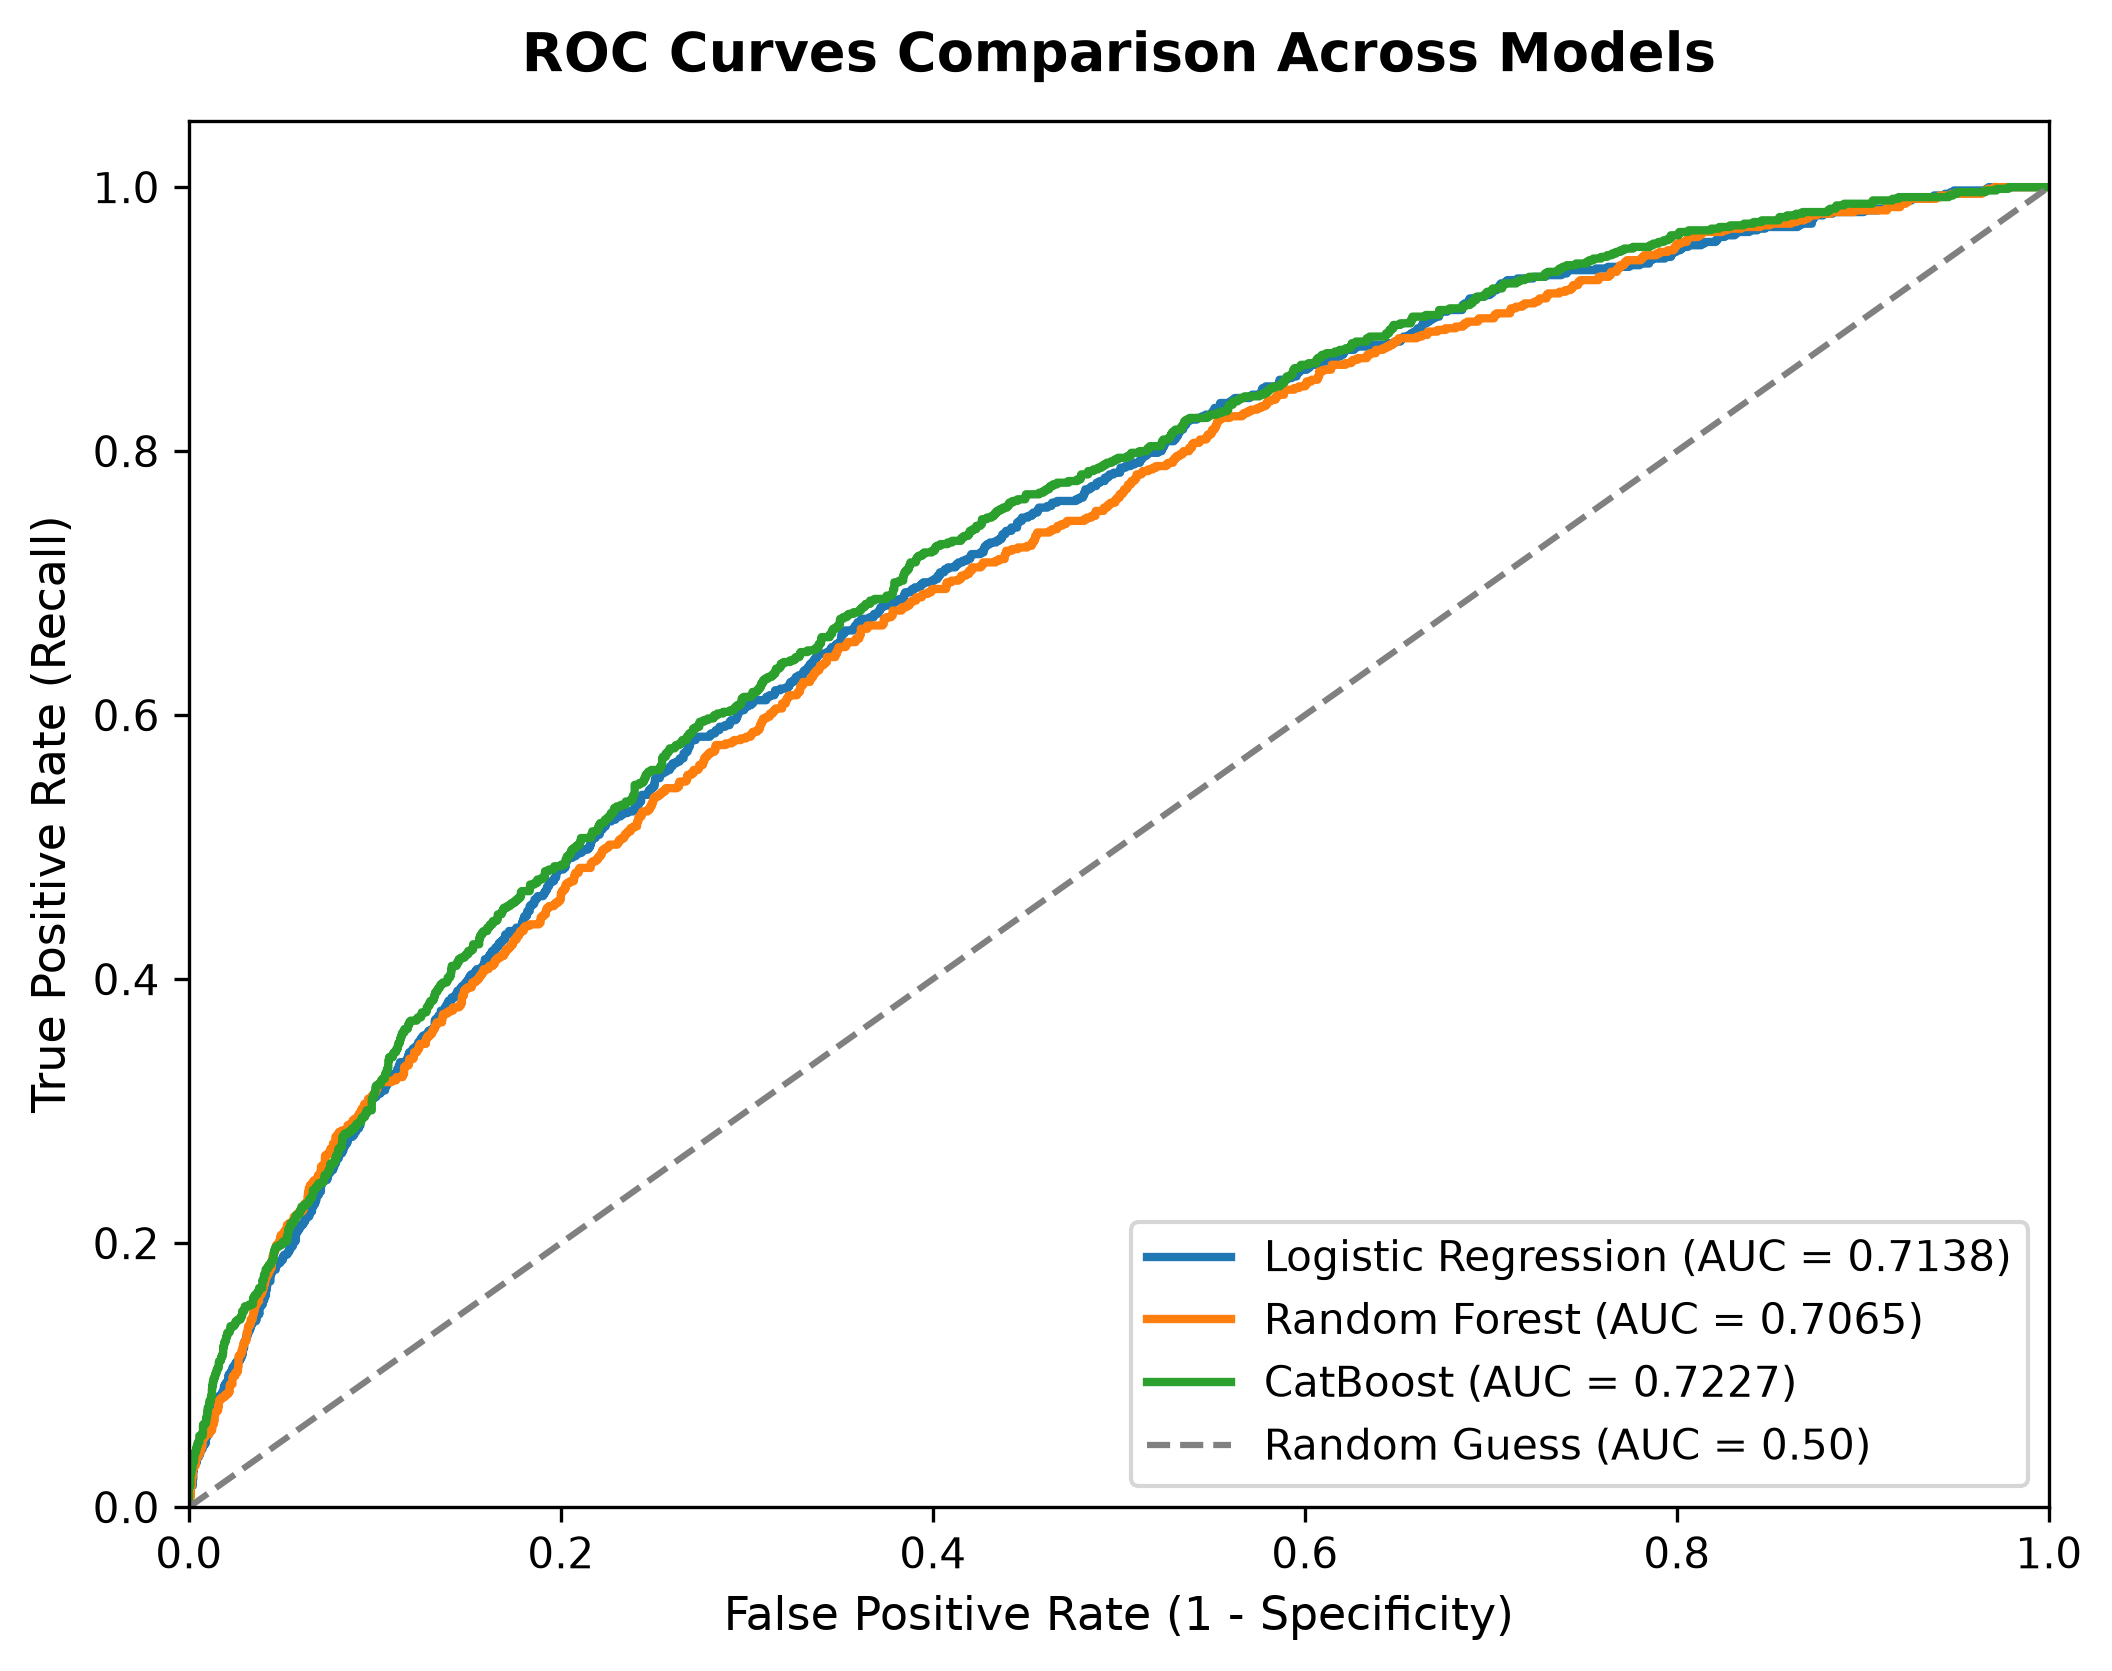 ROC Curves Comparison Across Models
True Positive Rate (Recall)
1.0
0.8
0.6
0.4
0.2
0.0
0.0 0.2 0.4 0.6 0.8 1.0
False Positive Rate (1 - Specificity)
Logistic Regression (AUC = 0.7138)
Random Forest (AUC = 0.7065)
CatBoost (AUC = 0.7227)
Random Guess (AUC = 0.50)